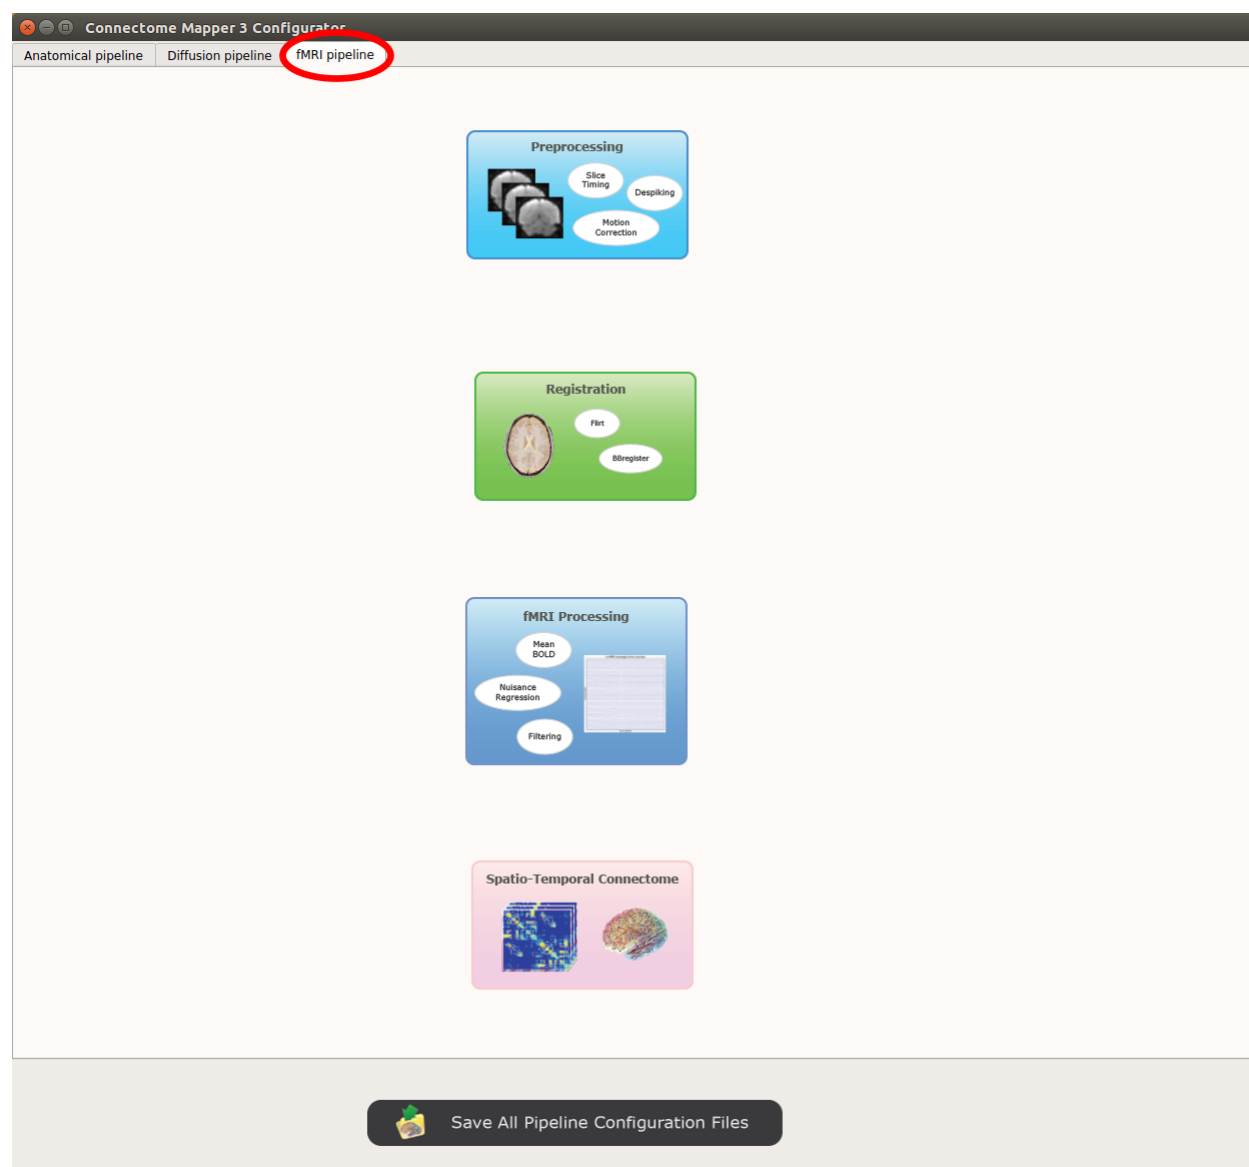 Connectome Mapper 3 Configurator
Anatomical pipeline Diffusion pipeline fMRI pipeline
Preprocessing
Slice
Timing
Despiking
Motion
Correction
Registration
Flirt
BBregister
fMRI Processing
Mean
BOLD
Nuisance
Regression
Filtering
Spatio-Temporal Connectome
Save All Pipeline Configuration Files